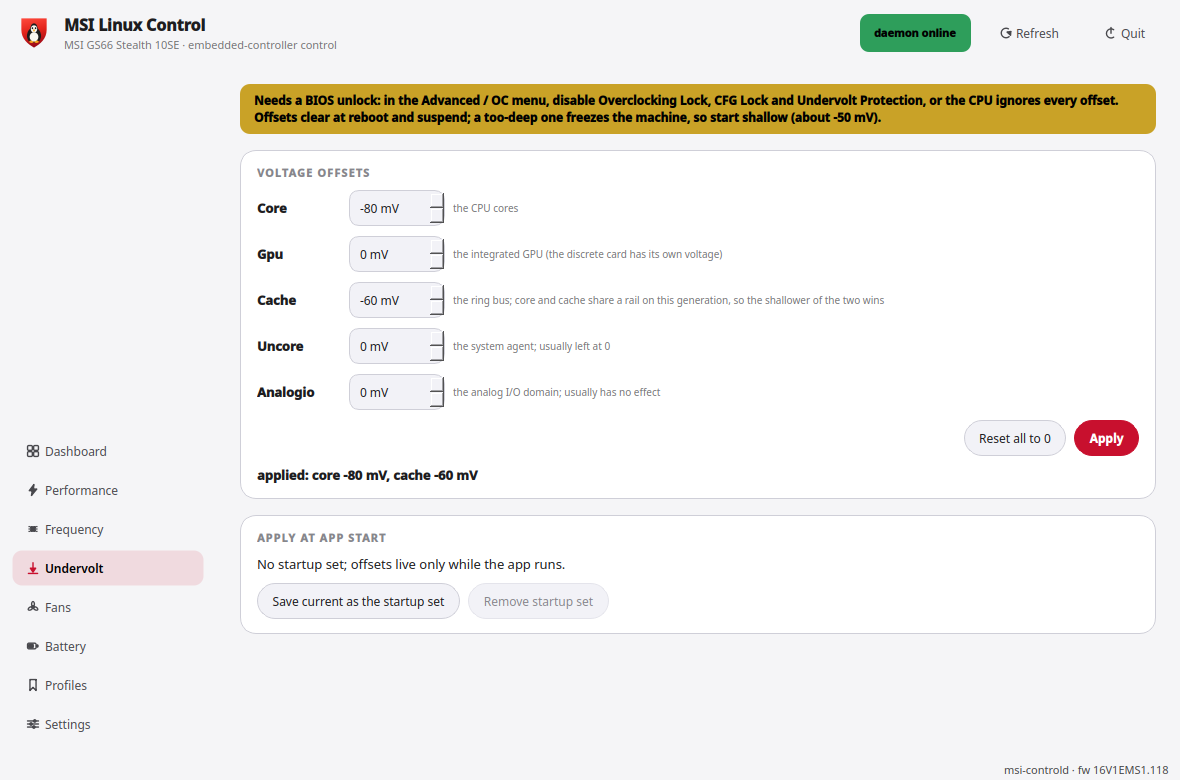 MSI Linux Control
MSI GS66 Stealth 10SE · embedded-controller control
daemon online
Refresh
Quit
Needs a BIOS unlock: in the Advanced / OC menu, disable Overclocking Lock, CFG Lock and Undervolt Protection, or the CPU ignores every offset.
Offsets clear at reboot and suspend; a too-deep one freezes the machine, so start shallow (about -50 mV).
VOLTAGE OFFSETS
Core -80 mV the CPU cores
Gpu 0 mV the integrated GPU (the discrete card has its own voltage)
Cache -60 mV the ring bus; core and cache share a rail on this generation, so the shallower of the two wins
Uncore 0 mV the system agent; usually left at 0
Analogio 0 mV the analog I/O domain; usually has no effect
Reset all to 0
Apply
applied: core -80 mV, cache -60 mV
APPLY AT APP START
No startup set; offsets live only while the app runs.
Save current as the startup set
Remove startup set
Dashboard
Performance
Frequency
Undervolt
Fans
Battery
Profiles
Settings
msi-controld · fw 16V1EMS1.118